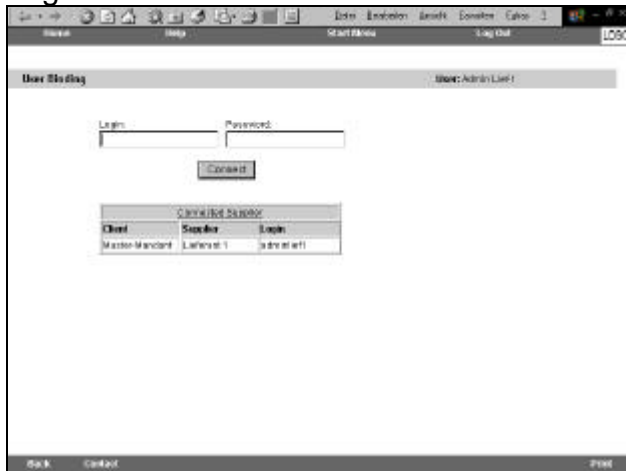 Datei Bearbeiten Ansicht Favoriten Extras ?
Home Help Start Menu Log Out
User Binding User: Admin Lief1
Login: Password:
Connect
Connected Supplier
Client Supplier Login
Master-Mandant Lieferant 1 adminlief1
Back Contact Print